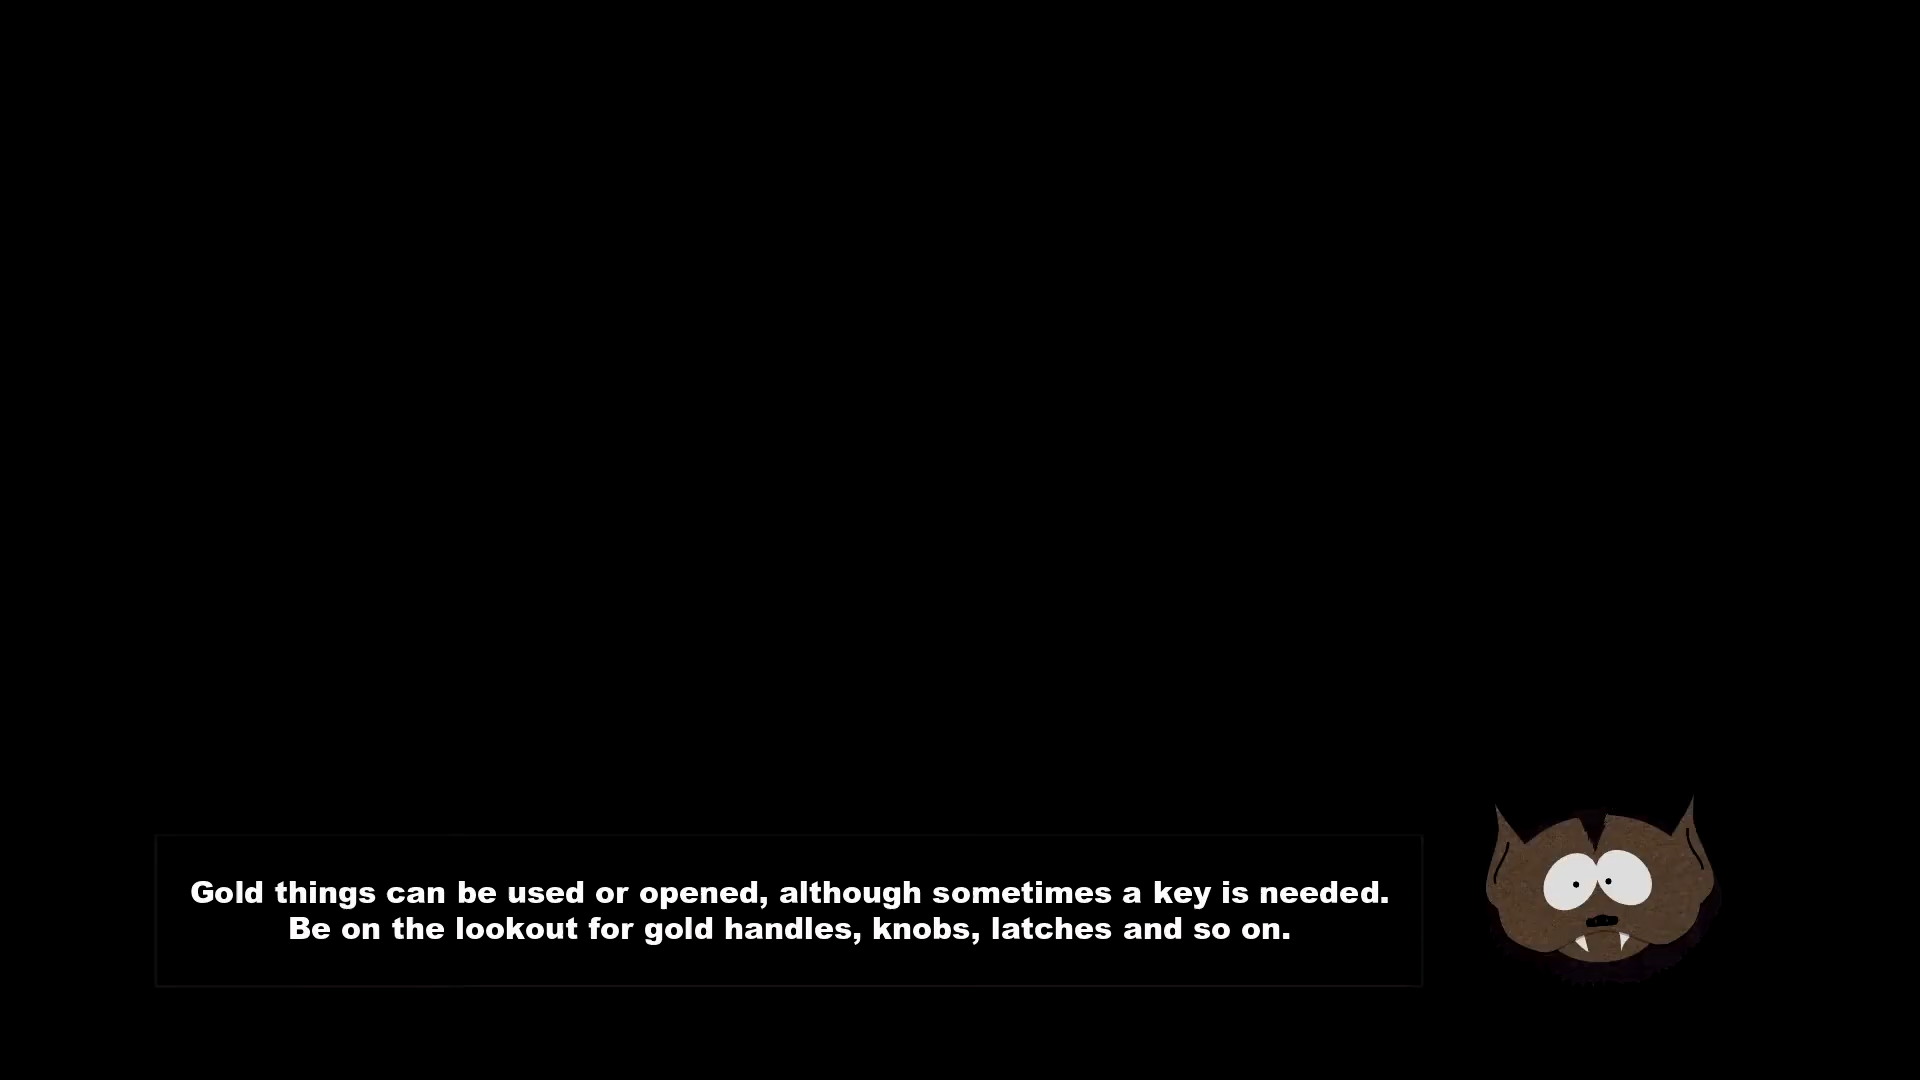 Gold things can be used or opened, although sometimes a key is needed.
Be on the lookout for gold handles, knobs, latches and so on.